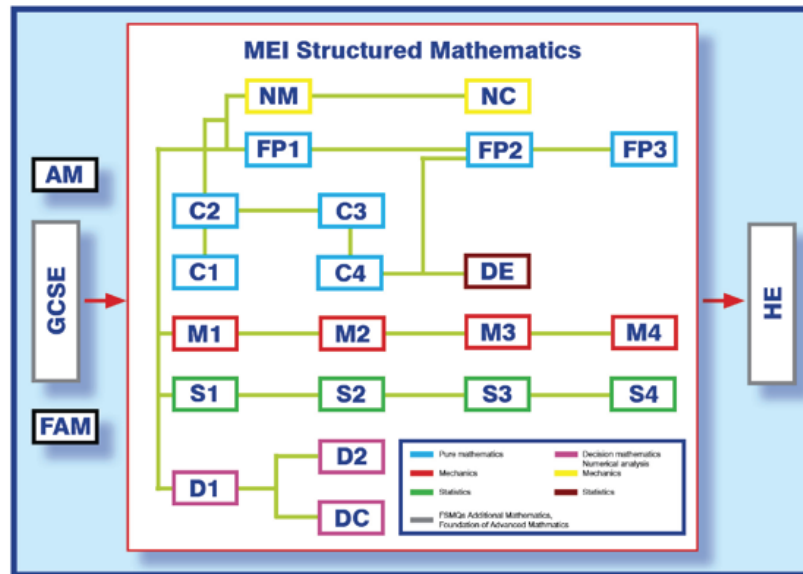 MEI Structured Mathematics
NM
NC
FP1
FP2
FP3
AM
C2
C3
C1
C4
DE
GCSE
HE
M1
M2
M3
M4
S1
S2
S3
S4
FAM
D1
D2
DC
Pure mathematics
Mechanics
Statistics
Decision mathematics
Numerical analysis
Mechanics
Statistics
FSMQs Additional Mathematics,
Foundation of Advanced Mathmatics